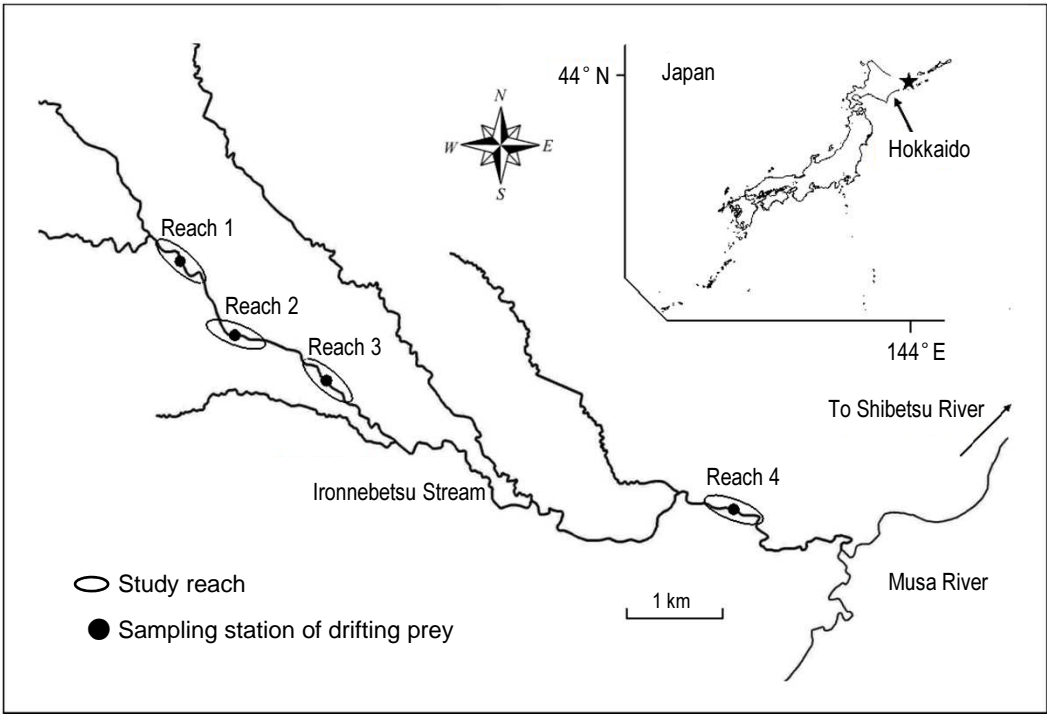 44° N
Japan
Hokkaido
144° E
N
W
E
S
Reach 1
Reach 2
Reach 3
To Shibetsu River
Reach 4
Ironnebetsu Stream
Musa River
Study reach
1 km
Sampling station of drifting prey